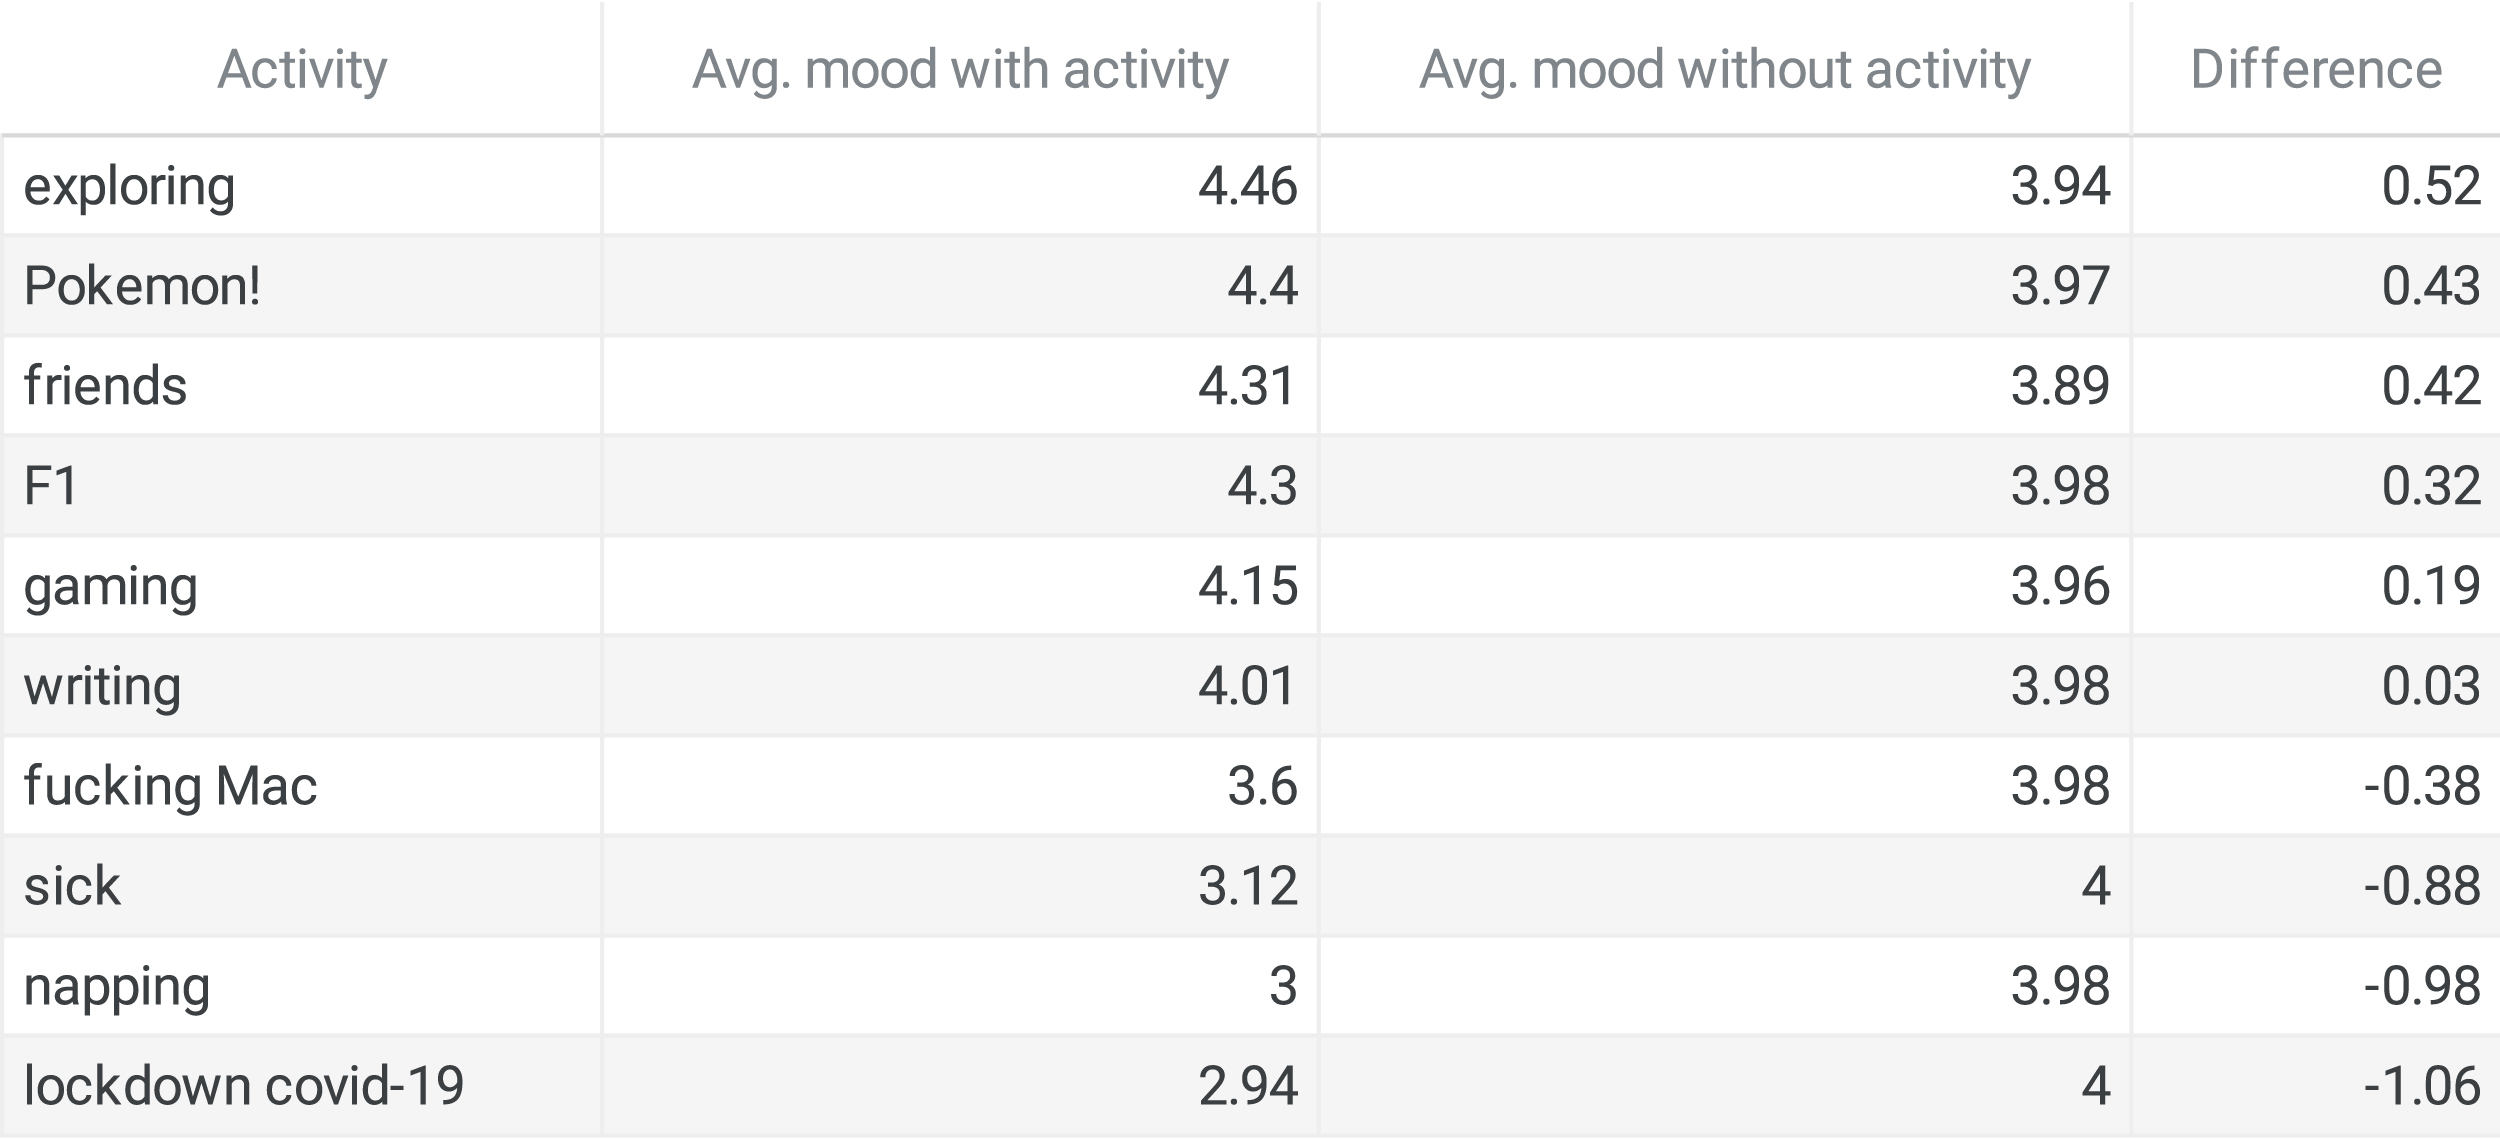 Activity Avg. mood with activity Avg. mood without activity Difference
exploring 4.46 3.94 0.52
Pokemon! 4.4 3.97 0.43
friends 4.31 3.89 0.42
F1 4.3 3.98 0.32
gaming 4.15 3.96 0.19
writing 4.01 3.98 0.03
fucking Mac 3.6 3.98 -0.38
sick 3.12 4 -0.88
napping 3 3.98 -0.98
lockdown covid-19 2.94 4 -1.06